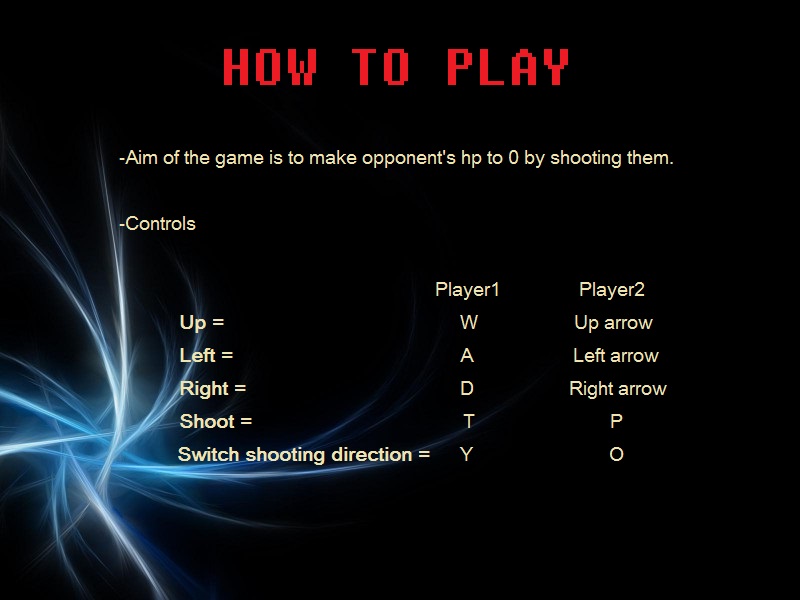 HOW TO PLAY
-Aim of the game is to make opponent's hp to 0 by shooting them.
-Controls
Player1 Player2
Up = W Up arrow
Left = A Left arrow
Right = D Right arrow
Shoot = T P
Switch shooting direction = Y O